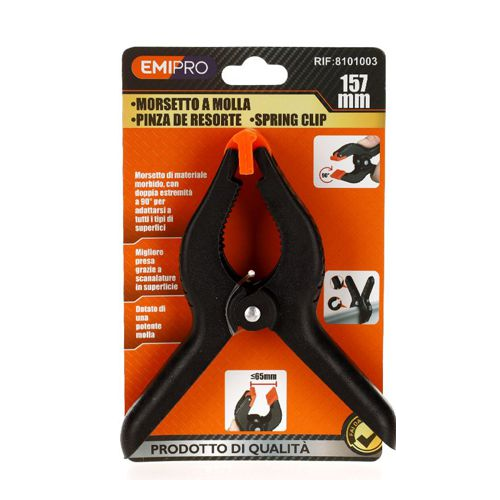 EMIPRO
RIF:8101003
157
mm
•MORSETTO A MOLLA
•PINZA DE RESORTE •SPRING CLIP
Morsetto di materiale
morbido, can
doppia estremità
a 90° per
adattarsi a
tutti i tipi di
superfici
90°
Migliore
presa
grazie a
scanalature
in superficie
Dotato di
una
potente
molla
≤65mm
PRODOTTO DI QUALITÀ